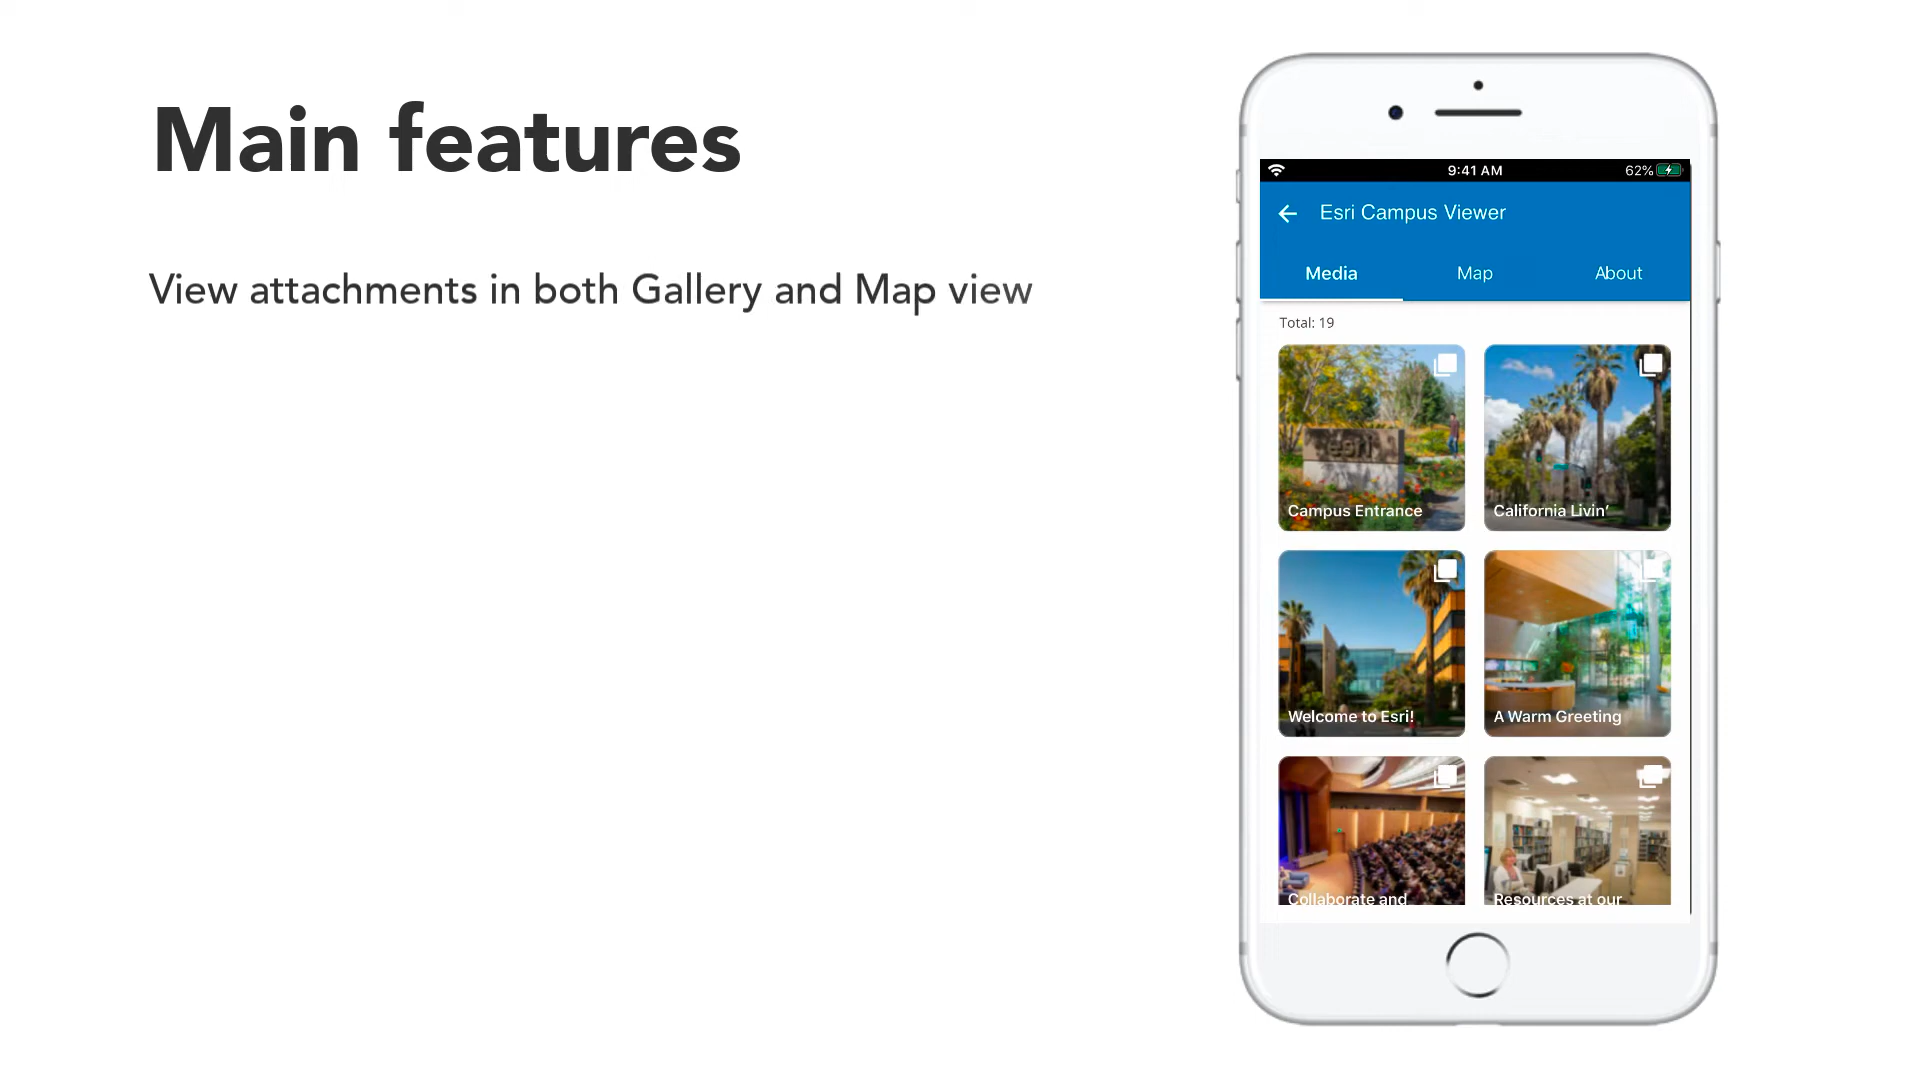 Main features
View attachments in both Gallery and Map view
9:41 AM
62%
Esri Campus Viewer
Media
Map
About
Total: 19
esri
Campus Entrance
California Livin’
Welcome to Esri!
A Warm Greeting
Collaborate and
Resources at our